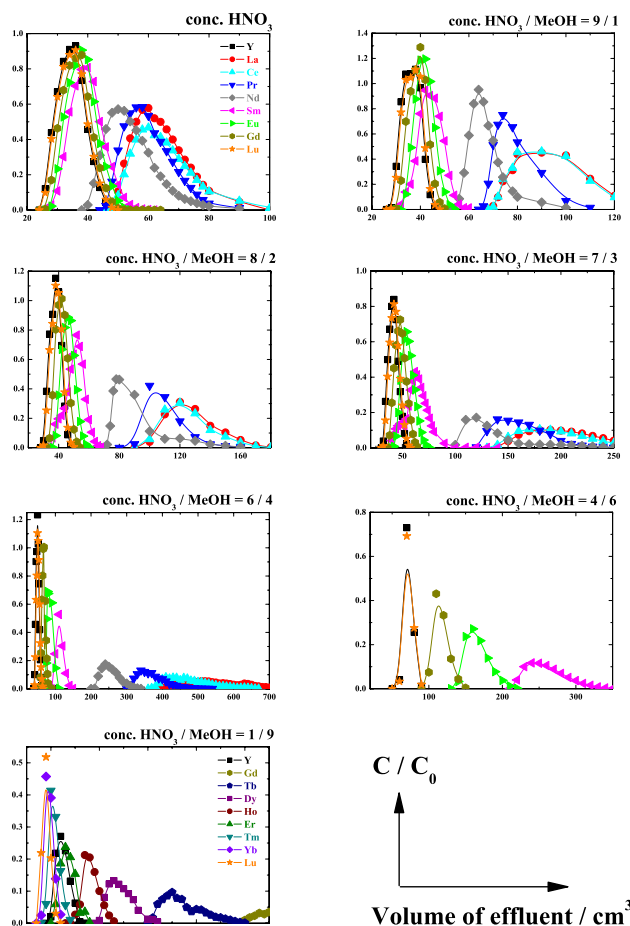 conc. HNO3
1.0
0.8
0.6
0.4
0.2
0.0
Y
La
Ce
Pr
Nd
Sm
Eu
Gd
Lu
20 40 60 80 100
conc. HNO3 / MeOH = 9 / 1
1.4
1.2
1.0
0.8
0.6
0.4
0.2
0.0
20 40 60 80 100 120
conc. HNO3 / MeOH = 8 / 2
1.2
1.0
0.8
0.6
0.4
0.2
0.0
40 80 120 160
conc. HNO3 / MeOH = 7 / 3
1.0
0.8
0.6
0.4
0.2
0.0
50 100 150 200 250
conc. HNO3 / MeOH = 6 / 4
1.2
1.0
0.8
0.6
0.4
0.2
0.0
100 200 300 400 500 600 700
conc. HNO3 / MeOH = 4 / 6
0.8
0.6
0.4
0.2
0.0
100 200 300
conc. HNO3 / MeOH = 1 / 9
0.5
0.4
0.3
0.2
0.1
0.0
Y
Gd
Tb
Dy
Ho
Er
Tm
Yb
Lu
C / C0
Volume of effluent / cm3